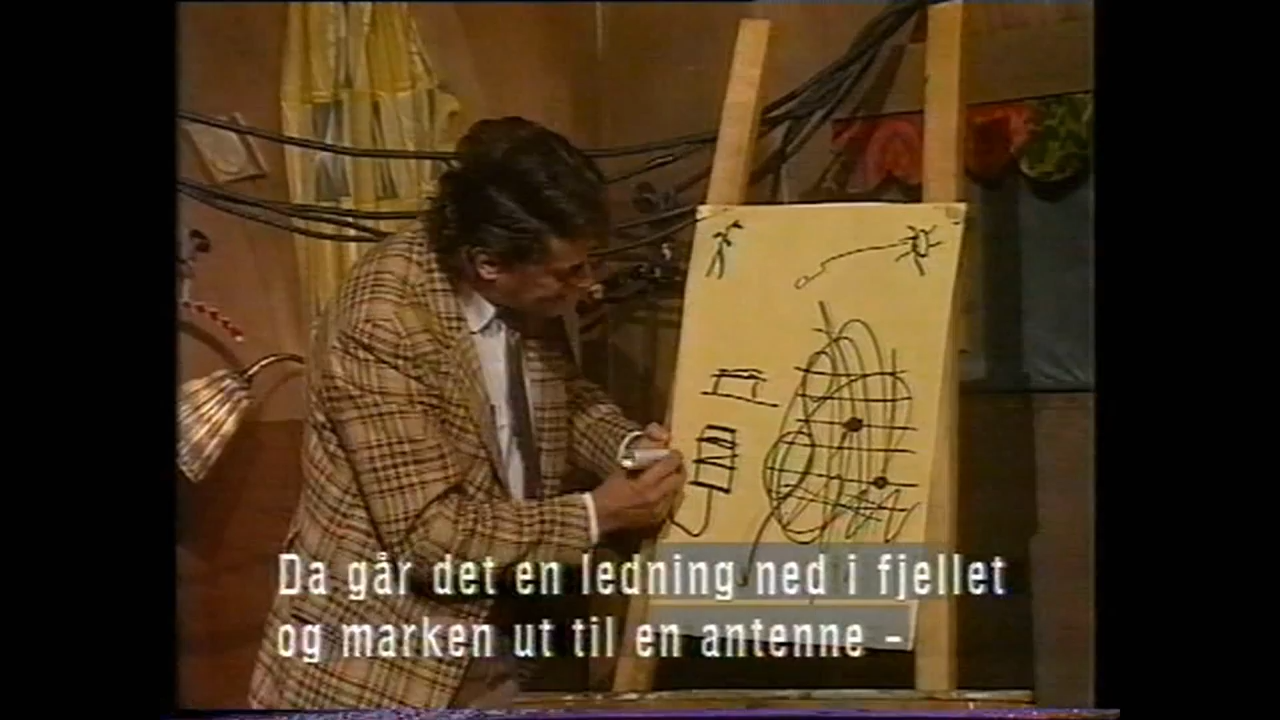 Da går det en ledning ned i fjellet
og marken ut til en antenne -